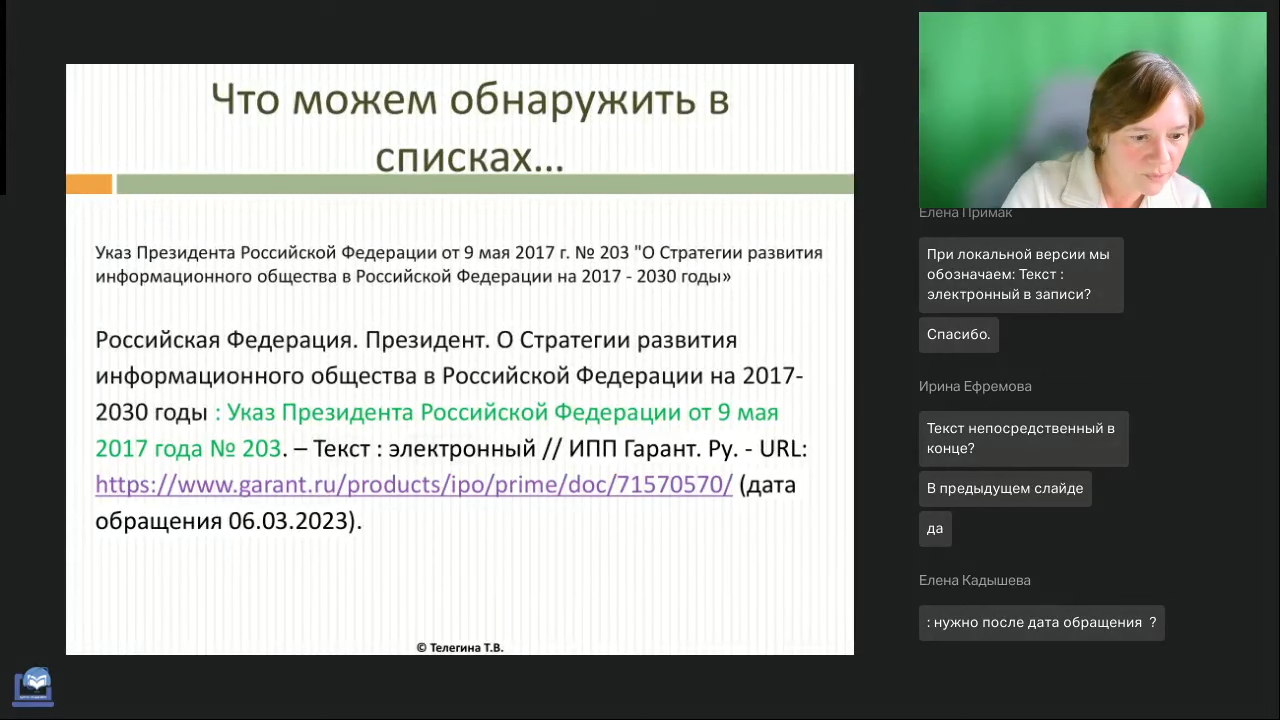 Что можем обнаружить в
списках...
Указ Президента Российской Федерации от 9 мая 2017 г. № 203 "О Стратегии развития
информационного общества в Российской Федерации на 2017 - 2030 годы»
Российская Федерация. Президент. О Стратегии развития
информационного общества в Российской Федерации на 2017-
2030 годы : Указ Президента Российской Федерации от 9 мая
2017 года № 203. – Текст : электронный // ИПП Гарант. Ру. - URL:
https://www.garant.ru/products/ipo/prime/doc/71570570/ (дата
обращения 06.03.2023).
© Телегина Т.В.
Елена Примак
При локальной версии мы
обозначаем: Текст :
электронный в записи?
Спасибо.
Ирина Ефремова
Текст непосредственный в
конце?
В предыдущем слайде
да
Елена Кадышева
: нужно после дата обращения ?